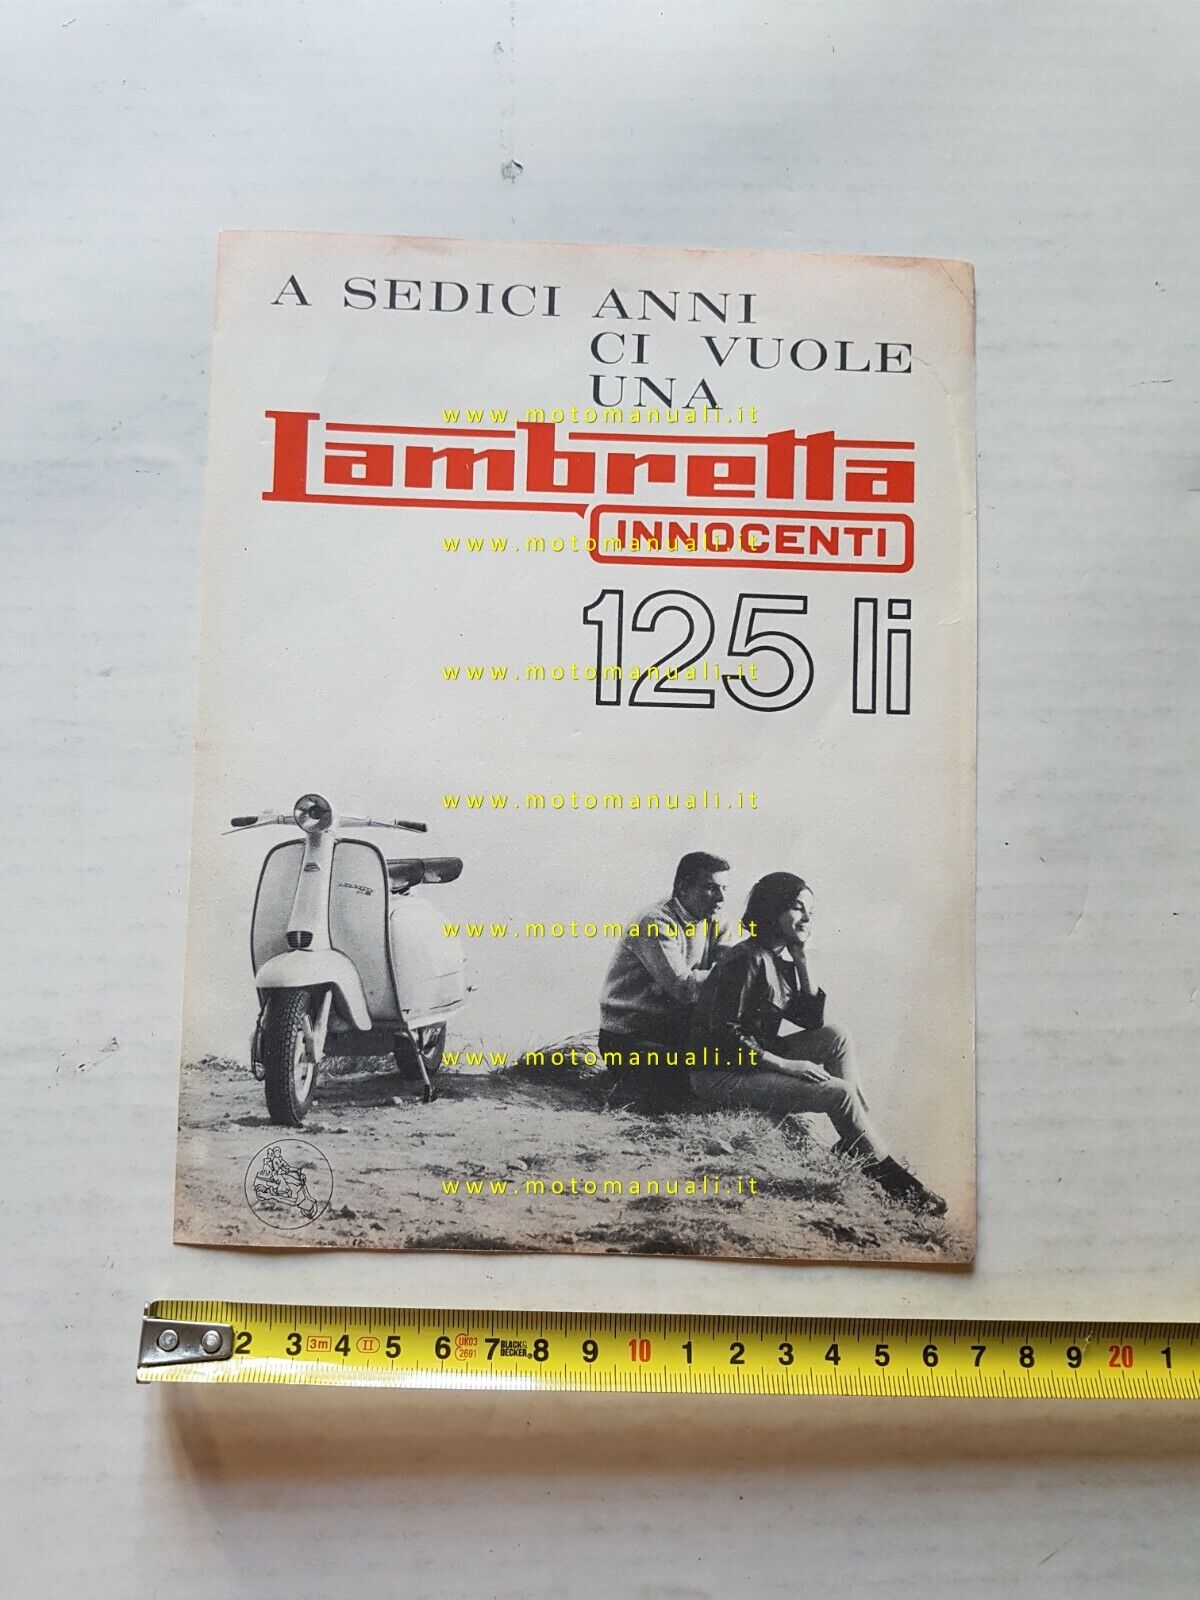 A SEDICI ANNI
CI VUOLE
UNA
www.motomanuali.it
Lambretta
INNOCENTI
www.motomanuali.it
125 li
www.motomanuali.it
www.motomanuali.it
www.motomanuali.it
www.motomanuali.it
www.motomanuali.it
2 3 3m 4 II 5 6 UK03 2691 7 BLACK& DECKER® 8 9 10 1 2 3 4 5 6 7 8 9 20 1